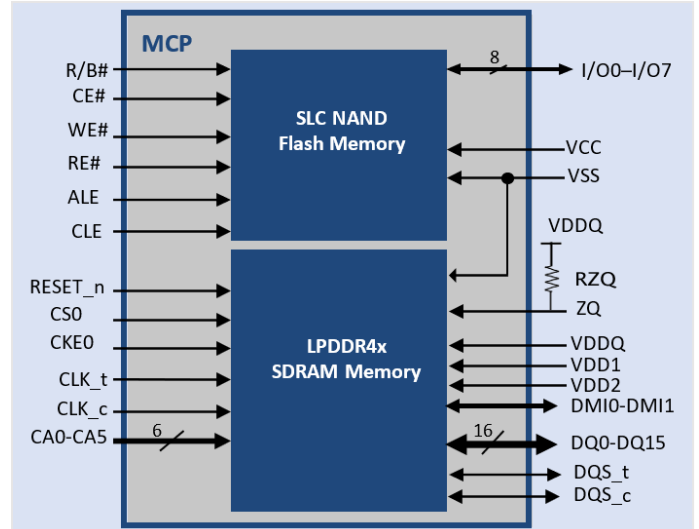 MCP
R/B#
CE#
WE#
RE#
ALE
CLE
SLC NAND
Flash Memory
8
I/O0–I/O7
VCC
VSS
VDDQ
RZQ
ZQ
RESET_n
CS0
CKE0
CLK_t
CLK_c
CA0-CA5
6
LPDDR4x
SDRAM Memory
VDDQ
VDD1
VDD2
DMI0-DMI1
16
DQ0-DQ15
DQS_t
DQS_c